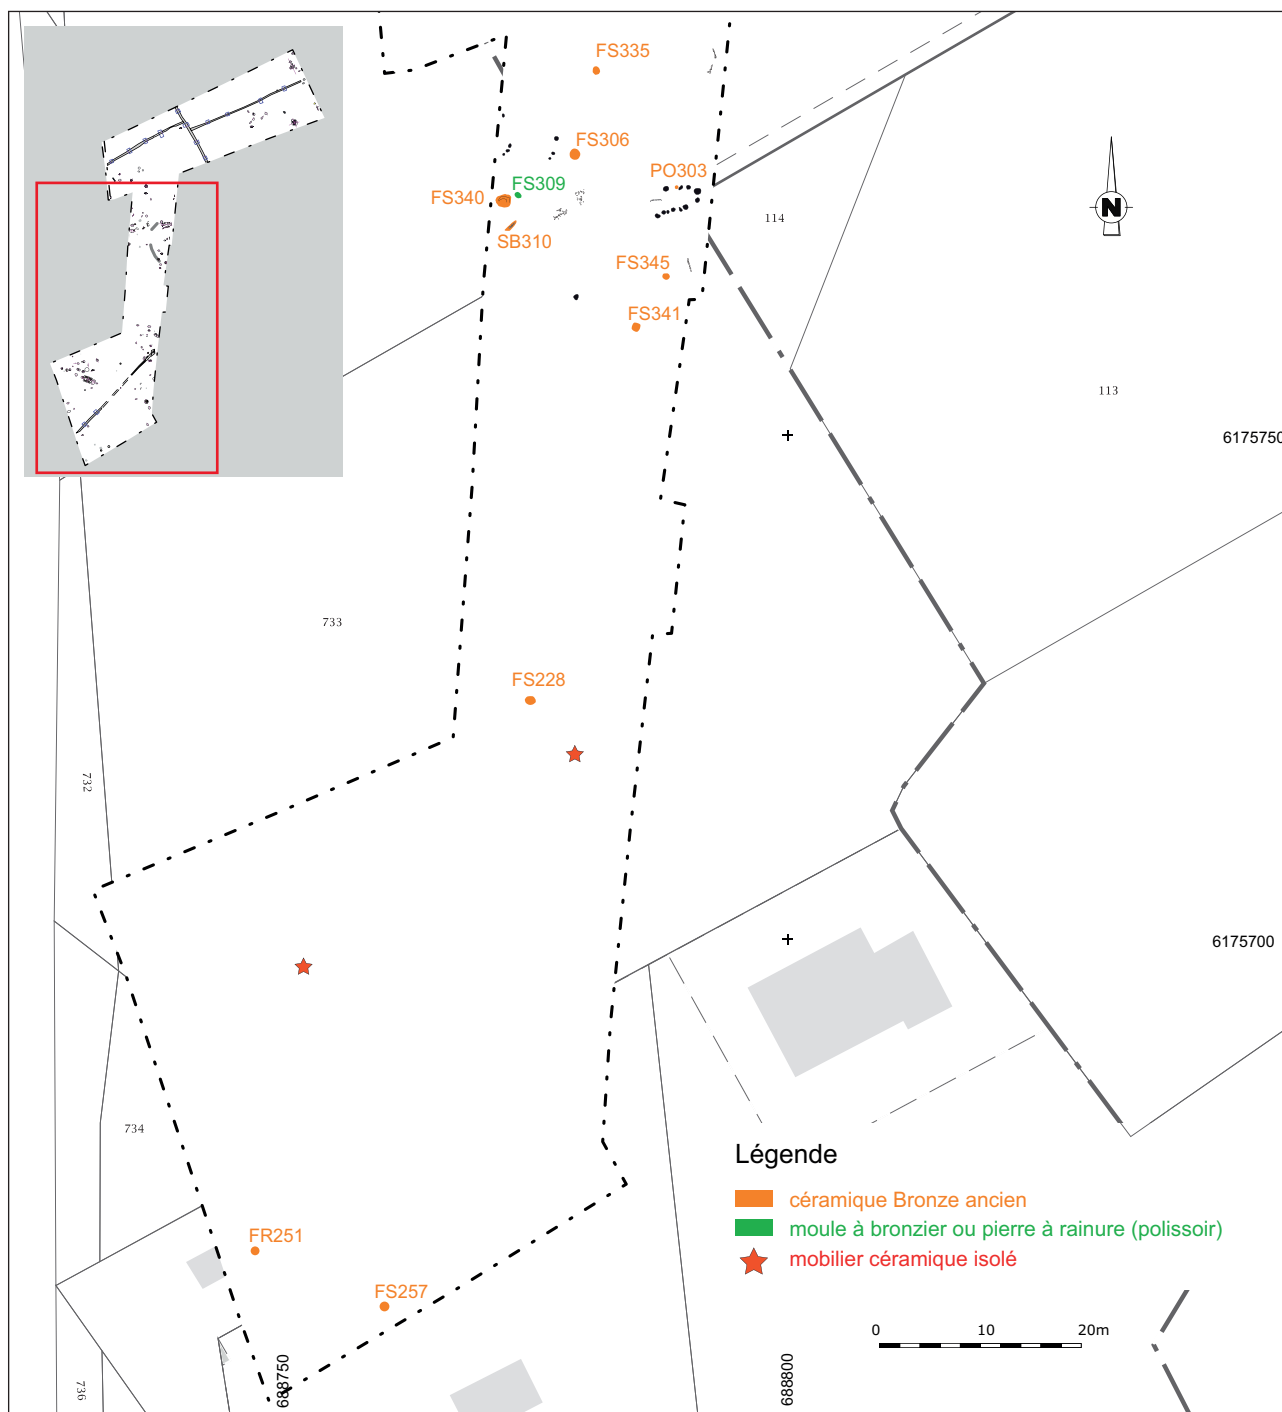 FS335
FS306
PO303
FS309
FS340
SB310
FS345
FS341
N
114
113
6175750
733
FS228
732
6175700
734
Légende
céramique Bronze ancien
moule à bronzier ou pierre à rainure (polissoir)
mobilier céramique isolé
FR251
FS257
0 10 20m
688750
688800
736